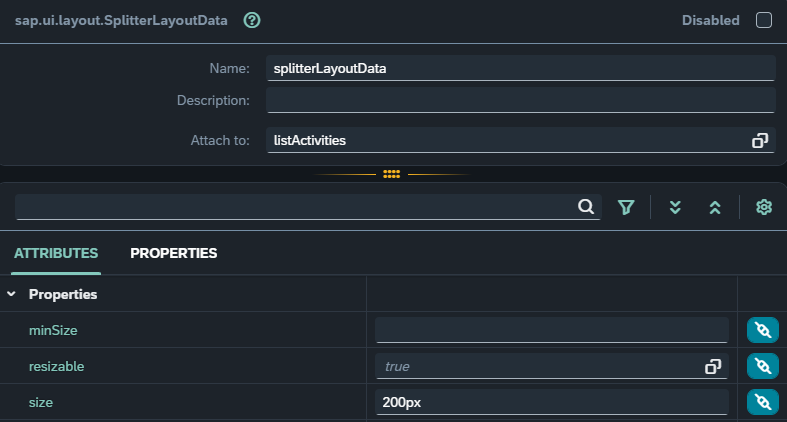 sap.ui.layout.SplitterLayoutData ? Disabled
Name: splitterLayoutData
Description:
Attach to: listActivities
ATTRIBUTES PROPERTIES
Properties
minSize
resizable true
size 200px